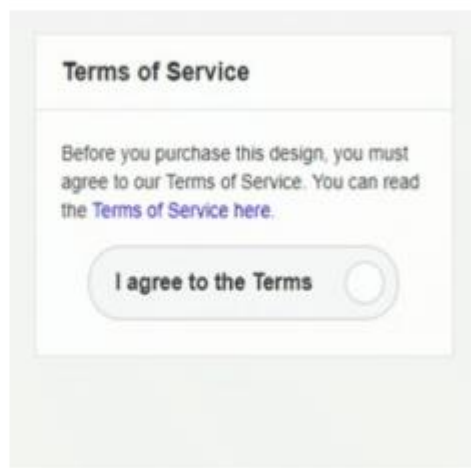 Terms of Service
Before you purchase this design, you must
agree to our Terms of Service. You can read
the Terms of Service here.
I agree to the Terms